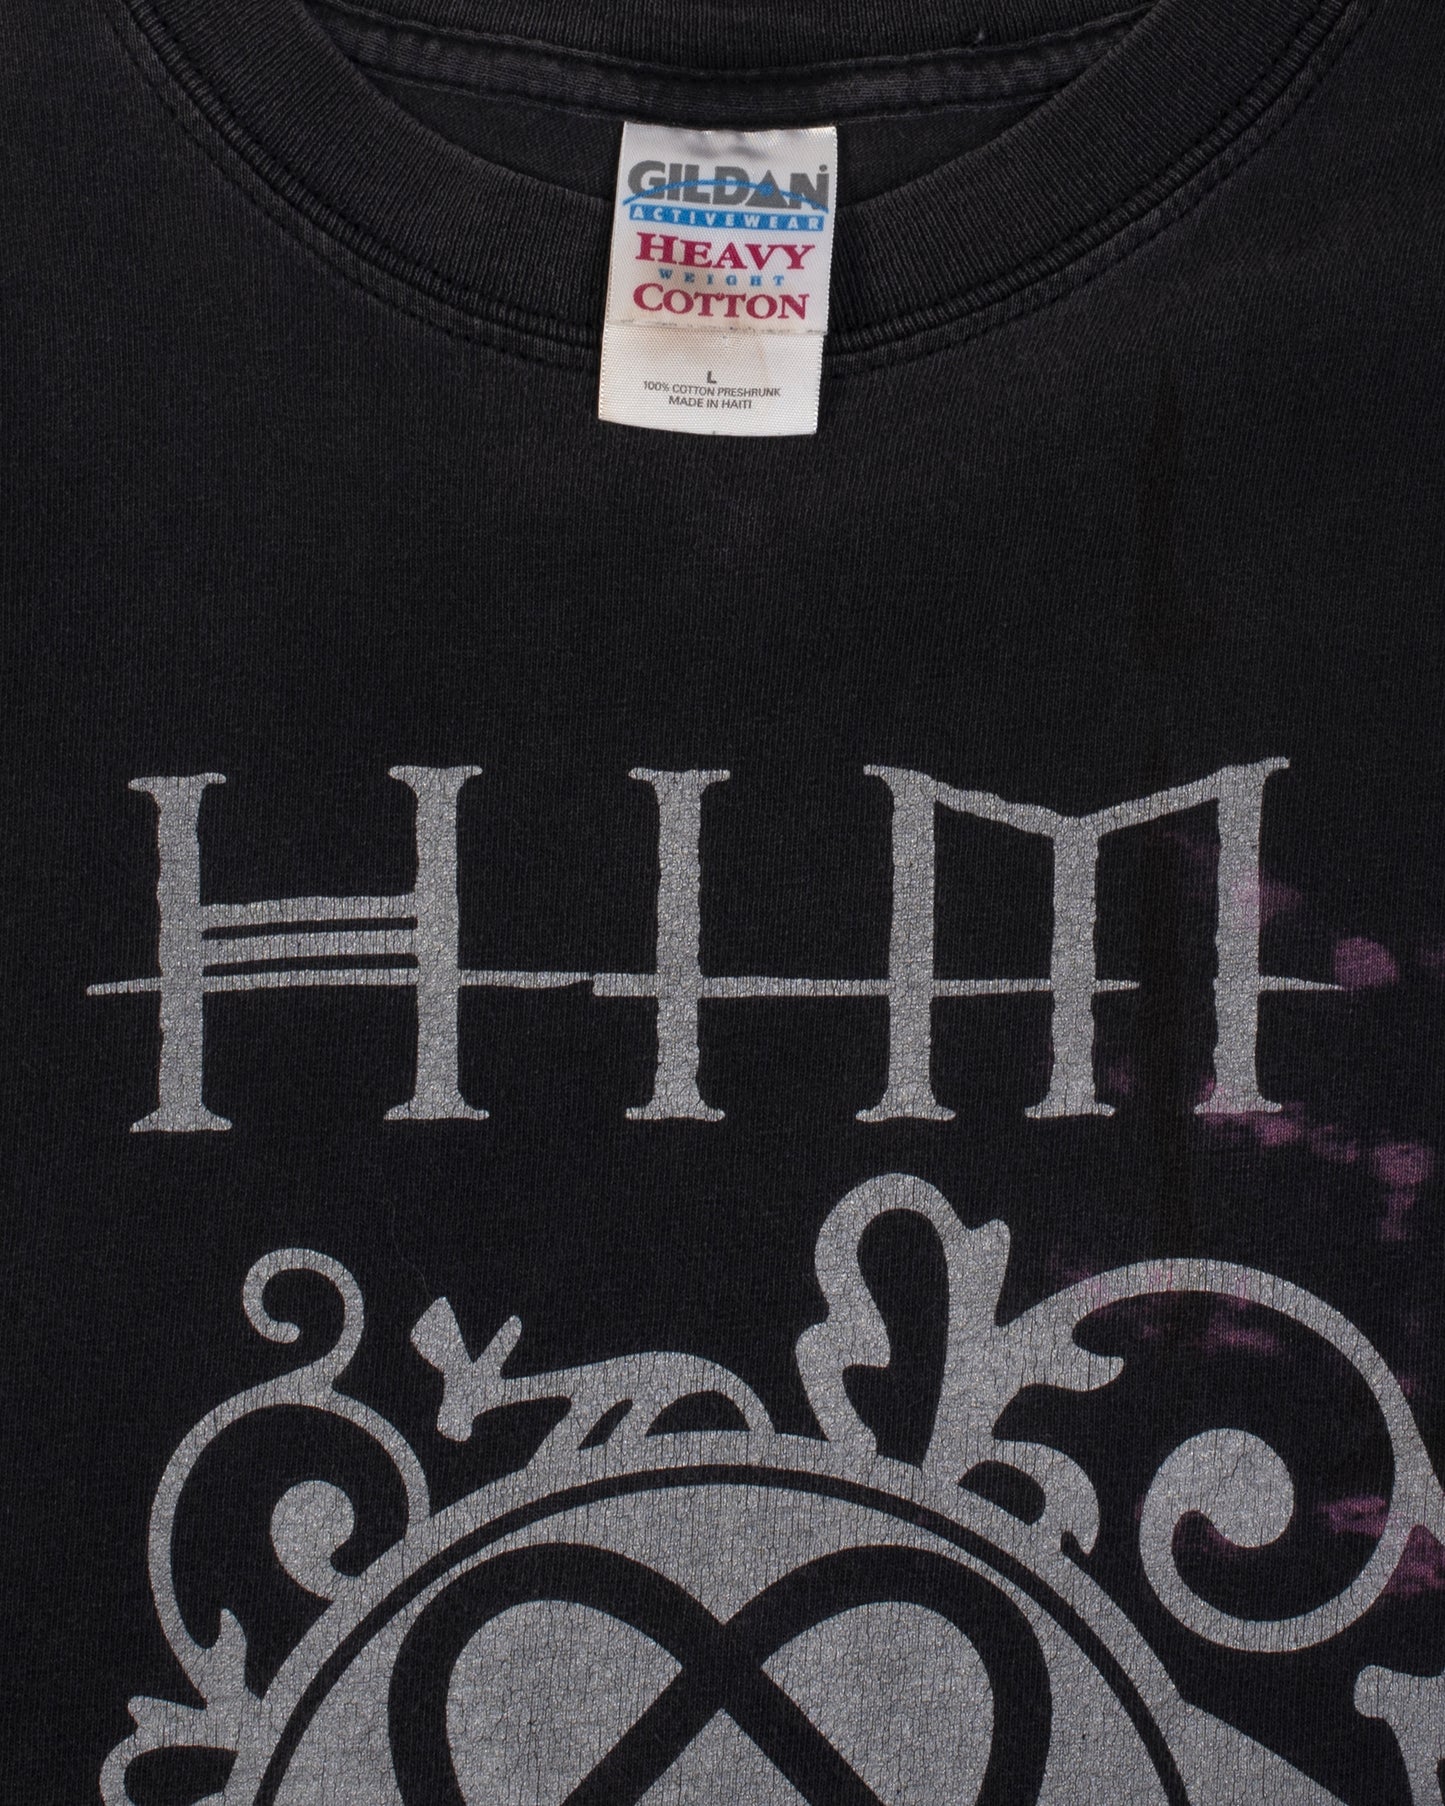 GILDAN
ACTIVEWEAR
HEAVY
WEIGHT
COTTON
L
100% COTTON PRESHRUNK
MADE IN HAITI
HIM